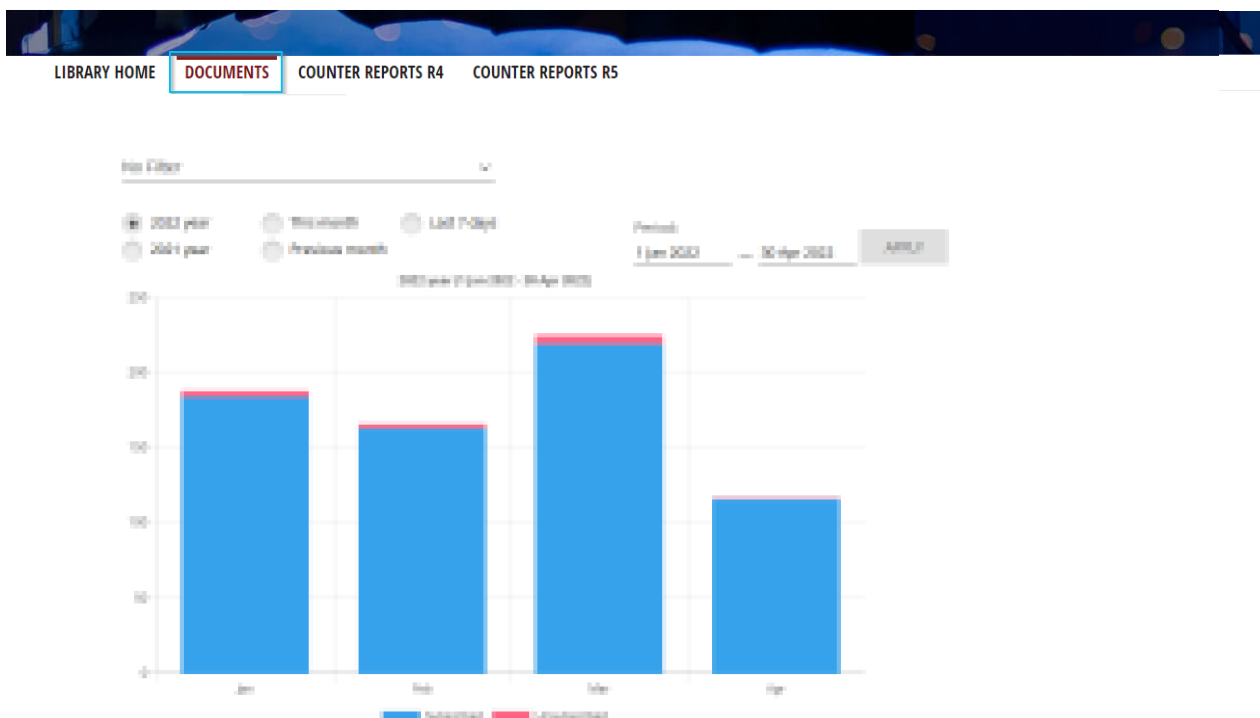 LIBRARY HOME DOCUMENTS COUNTER REPORTS R4 COUNTER REPORTS R5
No Filter
2022 year This month Last 7 days
2021 year Previous month
Period:
1 Jan 2022 — 30 Apr 2022 APPLY
2022 year (1 Jan 2022 - 30 Apr 2022)
250
200
150
100
50
0
Jan Feb Mar Apr